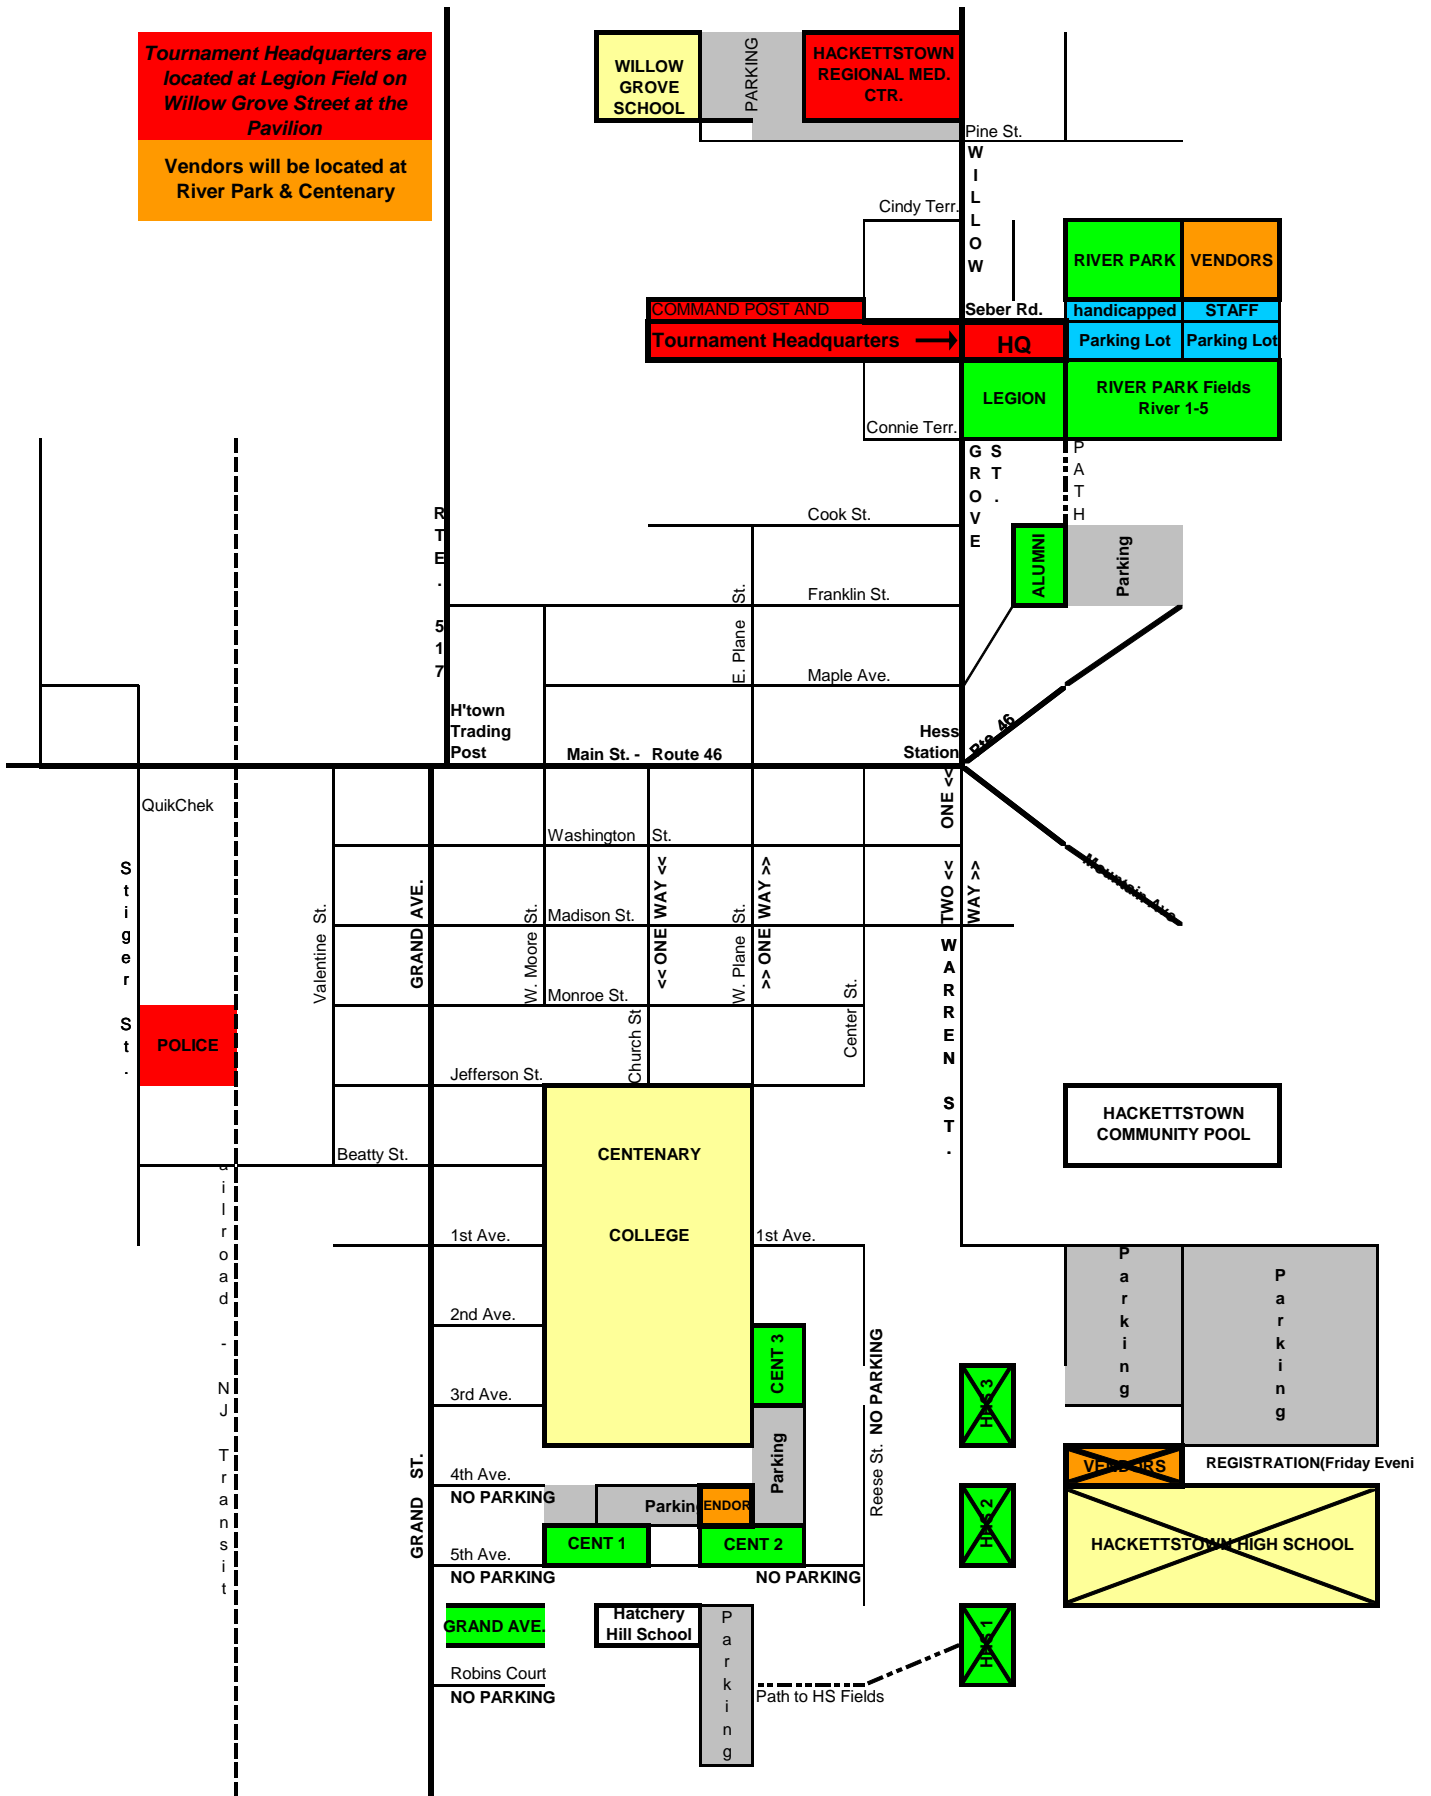 Tournament Headquarters are
located at Legion Field on
Willow Grove Street at the
Pavilion
Vendors will be located at
River Park & Centenary
WILLOW
GROVE
SCHOOL
PARKING
HACKETTSTOWN
REGIONAL MED.
CTR.
Pine St.
WILLOW
Cindy Terr.
RIVER PARK
VENDORS
COMMAND POST AND
Seber Rd.
handicapped
STAFF
Tournament Headquarters
HQ
Parking Lot
Parking Lot
LEGION
RIVER PARK Fields
River 1-5
Connie Terr.
GROVE
ST.
PATH
RTE. 517
Cook St.
ALUMNI
Parking
E. Plane St.
Franklin St.
Maple Ave.
H'town
Trading
Post
Main St. - Route 46
Hess
Station
Rte 46
QuikChek
Washington St.
ONE <<
Stiger St.
Valentine St.
GRAND AVE.
W. Moore St.
Madison St.
<< ONE WAY <<
W. Plane St.
>> ONE WAY >>
TWO <<
WAY >>
Mountain Ave
WARREN ST.
Monroe St.
Church St
Center St.
POLICE
Jefferson St.
HACKETTSTOWN
COMMUNITY POOL
Beatty St.
CENTENARY
COLLEGE
ailroad - NJ Transit
1st Ave.
1st Ave.
Parking
Parking
2nd Ave.
CENT 3
Reese St. NO PARKING
3rd Ave.
HHS 3
GRAND ST.
Parking
4th Ave.
NO PARKING
Parkin
ENDOR
VENDORS
REGISTRATION(Friday Eveni
HHS 2
HACKETTSTOWN HIGH SCHOOL
CENT 1
CENT 2
5th Ave.
NO PARKING
NO PARKING
GRAND AVE.
Hatchery
Hill School
Parking
HHS 1
Robins Court
NO PARKING
Path to HS Fields